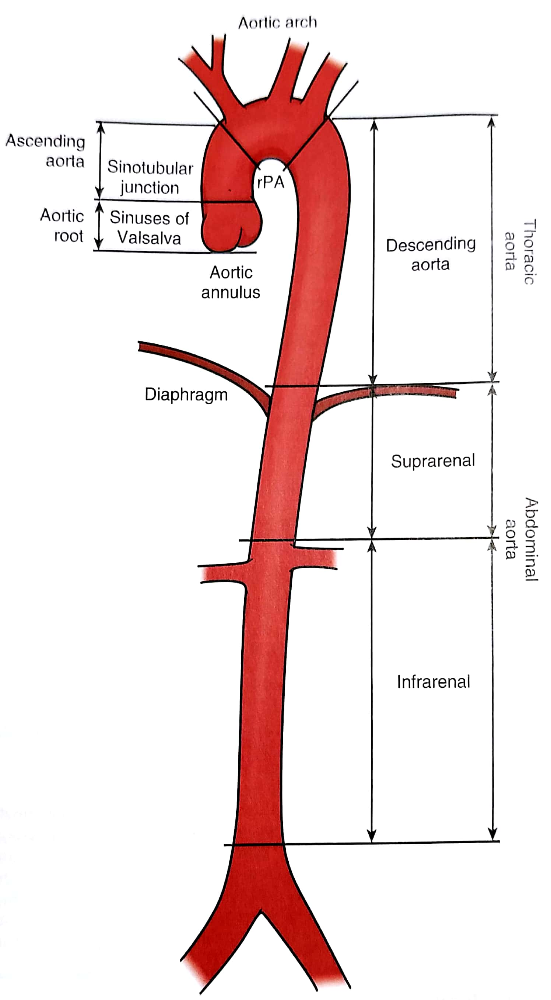 Aortic arch
Ascending
aorta
Sinotubular
junction
rPA
Aortic
root
Sinuses of
Valsalva
Aortic
annulus
Descending
aorta
Thoracic
aorta
Diaphragm
Suprarenal
Abdominal
aorta
Infrarenal